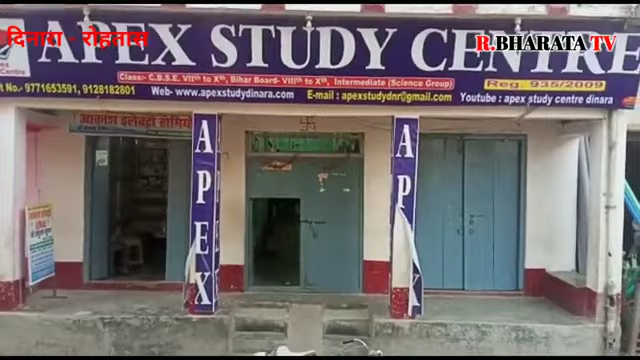 दिनारा - रोहतास
R.BHARATA TV
APEX STUDY CENTRE
Class:- C.B.S.E. VIIth to Xth, Bihar Board- VIIIth to Xth, Intermediate (Science Group)
Reg. 935/2009
No.- 9771653591, 9128182801
Web:- www.apexstudydinara.com
E-mail : apexstudydnr@gmail.com
Youtube : apex study centre dinara
आकाश इलेक्ट्रो होमियो
APEX
APEX